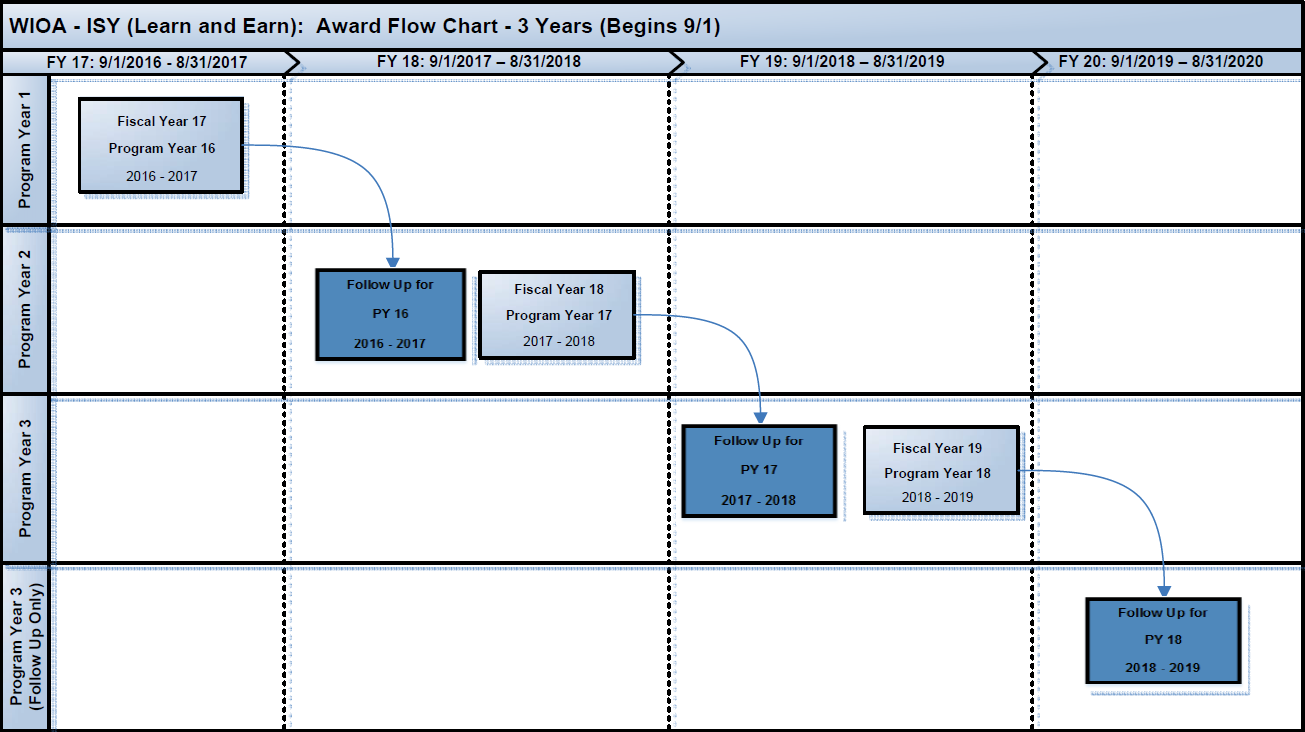 WIOA - ISY (Learn and Earn):  Award Flow Chart - 3 Years (Begins 9/1)
FY 17: 9/1/2016 - 8/31/2017
FY 18: 9/1/2017 – 8/31/2018
FY 19: 9/1/2018 – 8/31/2019
FY 20: 9/1/2019 – 8/31/2020
Program Year 1
Fiscal Year 17
Program Year 16
2016 - 2017
Program Year 2
Follow Up for
PY 16
2016 - 2017
Fiscal Year 18
Program Year 17
2017 - 2018
Program Year 3
Follow Up for
PY 17
2017 - 2018
Fiscal Year 19
Program Year 18
2018 - 2019
Program Year 3
(Follow Up Only)
Follow Up for
PY 18
2018 - 2019